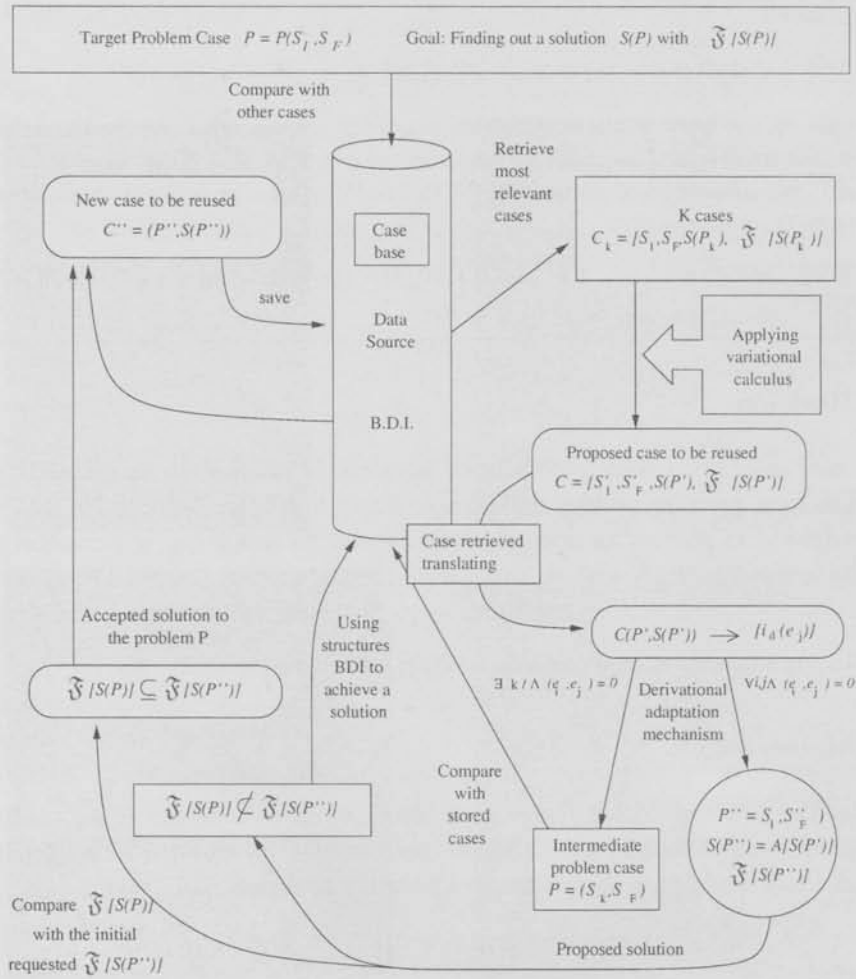 Target Problem Case P = P(S_I ,S_F) Goal: Finding out a solution S(P) with 𝔉̃ [S(P)]
Compare with
other cases
Retrieve
most
relevant
cases
New case to be reused
C'' = (P'',S(P''))
save
Case
base
Data
Source
B.D.I.
K cases
C_k = [S_I ,S_F,S(P_k), 𝔉̃ [S(P_k)]
Applying
variational
calculus
Proposed case to be reused
C = [S'_I ,S'_F ,S(P'), 𝔉̃ [S(P')]
Case retrieved
translating
Accepted solution to
the problem P
𝔉̃ [S(P)] ⊆ 𝔉̃ [S(P'')]
Using
structures
BDI to
achieve a
solution
C(P',S(P')) → [i_d (e_j)]
∃ k / Λ (e_i ,e_j ) = 0
Derivational
adaptation
mechanism
∀i,j Λ (e_i ,e_j ) = 0
𝔉̃ [S(P)] ⊄ 𝔉̃ [S(P'')]
Compare
with
stored
cases
Intermediate
problem case
P = (S_k,S_F)
P'' = S_I ,S''_F )
S(P'') = A[S(P')]
𝔉̃ [S(P'')]
Compare 𝔉̃ [S(P)]
with the initial
requested 𝔉̃ [S(P'')]
Proposed solution